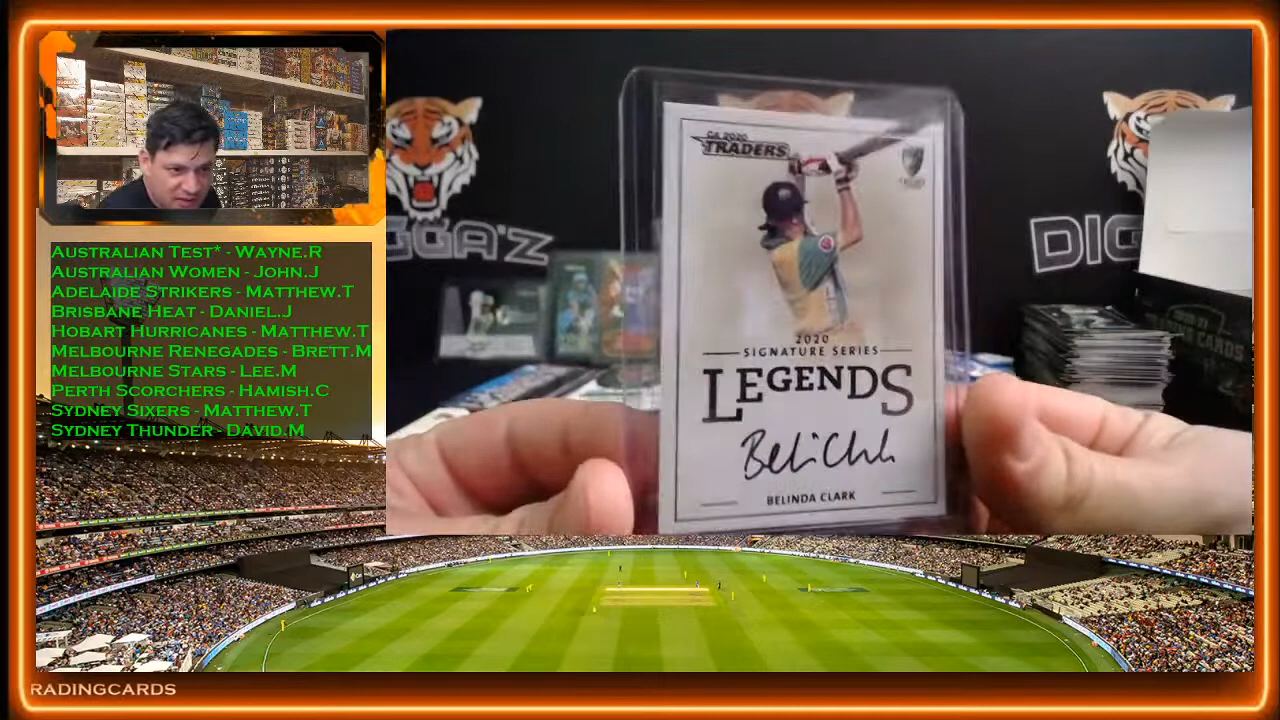 AUSTRALIAN TEST* - WAYNE.R
AUSTRALIAN WOMEN - JOHN.J
ADELAIDE STRIKERS - MATTHEW.T
BRISBANE HEAT - DANIEL.J
HOBART HURRICANES - MATTHEW.T
MELBOURNE RENEGADES - BRETT.M
MELBOURNE STARS - LEE.M
PERTH SCORCHERS - HAMISH.C
SYDNEY SIXERS - MATTHEW.T
SYDNEY THUNDER - DAVID.M
GGA'Z
DIG
CA 2020
TRADERS
2020
SIGNATURE SERIES
LEGENDS
BELINDA CLARK
RADINGCARDS